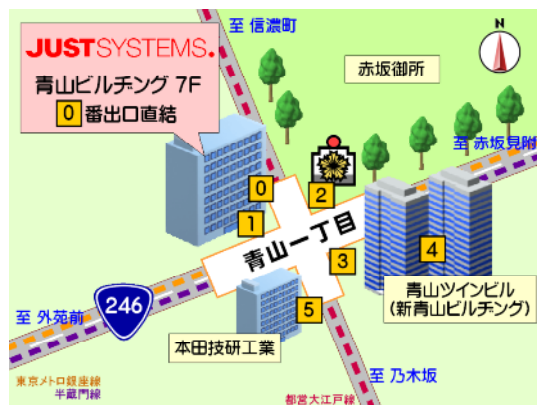 至 信濃町
N
JUSTSYSTEMS.
青山ビルヂング 7F
0 番出口直結
赤坂御所
至 赤坂見附
0
2
1
青山一丁目
3
4
青山ツインビル
(新青山ビルヂング)
246
5
至 外苑前
本田技研工業
至 乃木坂
東京メトロ銀座線
半蔵門線
都営大江戸線